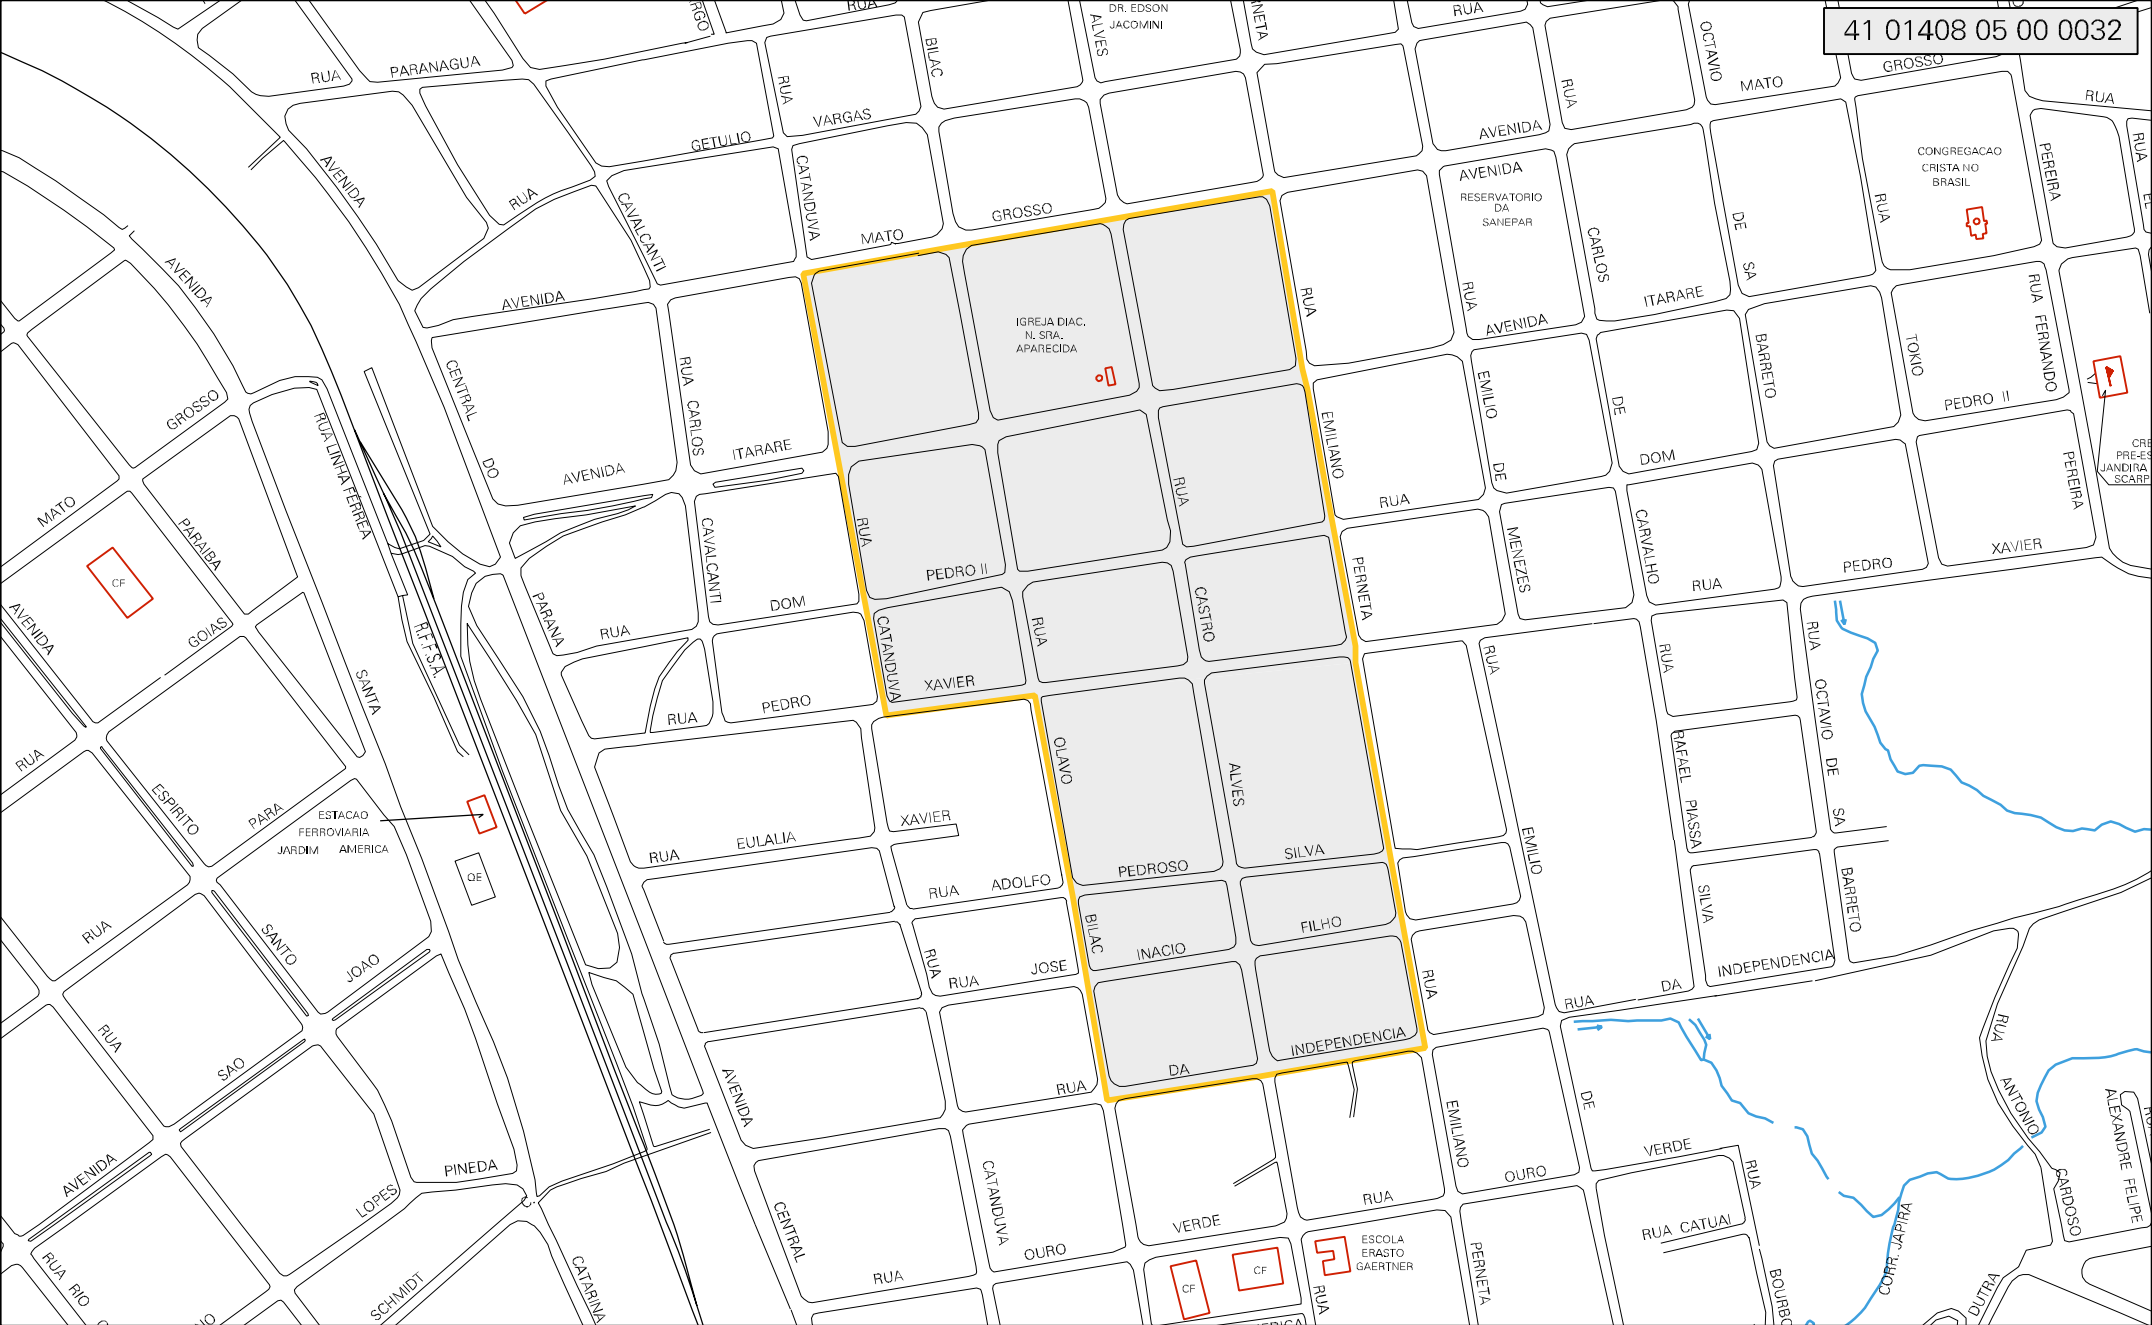 41 01408 05 00 0032
DR. EDSON
JACOMINI
RUA
RUA
OCTAVIO
ALVES
BILAC
RUA
PARANAGUA
RUA
RUA
MATO
GROSSO
RUA
VARGAS
GETULIO
AVENIDA
RUA
PEREIRA
CONGREGACAO
CRISTA NO
BRASIL
AVENIDA
AVENIDA
RESERVATORIO
DA
SANEPAR
CATANDUVA
RUA
CAVALCANTI
MATO
GROSSO
RUA
DE
SA
CARLOS
AVENIDA
AVENIDA
ITARARE
RUA
RUA
RUA
FERNANDO
AVENIDA
IGREJA DIAC.
N. SRA.
APARECIDA
CENTRAL
DO
RUA
CARLOS
ITARARE
AVENIDA
BARRETO
TOKIO
PEDRO II
GROSSO
RUA LINHA FERREA
EMILIANO
EMILIO
DE
DE
DOM
RUA
PEREIRA
JANDIRA
MATO
PARAIBA
CF
CAVALCANTI
RUA
RUA
PEDRO II
DOM
RUA
PERNETA
MENEZES
CARVALHO
RUA
PEDRO
XAVIER
AVENIDA
GOIAS
R.F.F.S.A.
PARANA
CATANDUVA
RUA
CASTRO
XAVIER
RUA
RUA
RUA
OCTAVIO
DE
SA
SANTA
RUA
PEDRO
OLAVO
ALVES
RAFAEL
PIASSA
RUA
ESPIRITO
PARA
ESTACAO
FERROVIARIA
JARDIM AMERICA
QE
XAVIER
RUA
EULALIA
RUA
ADOLFO
PEDROSO
SILVA
EMILIO
SILVA
BARRETO
RUA
SANTO
JOAO
RUA
RUA
JOSE
BILAC
INACIO
FILHO
RUA
INDEPENDENCIA
RUA
DA
RUA
SAO
AVENIDA
RUA
DA
INDEPENDENCIA
DE
RUA
ANTONIO
CARDOSO
ALEXANDRE FELIPE
AVENIDA
PINEDA
LOPES
CATANDUVA
EMILIANO
OURO
VERDE
RUA
RUA
RUA CATUAI
CORR. JAPIRA
CENTRAL
RUA
OURO
VERDE
ESCOLA
ERASTO
GAERTNER
CF
CF
RUA
PERNETA
RUA RIO
SCHMIDT
CATARINA
DUTRA